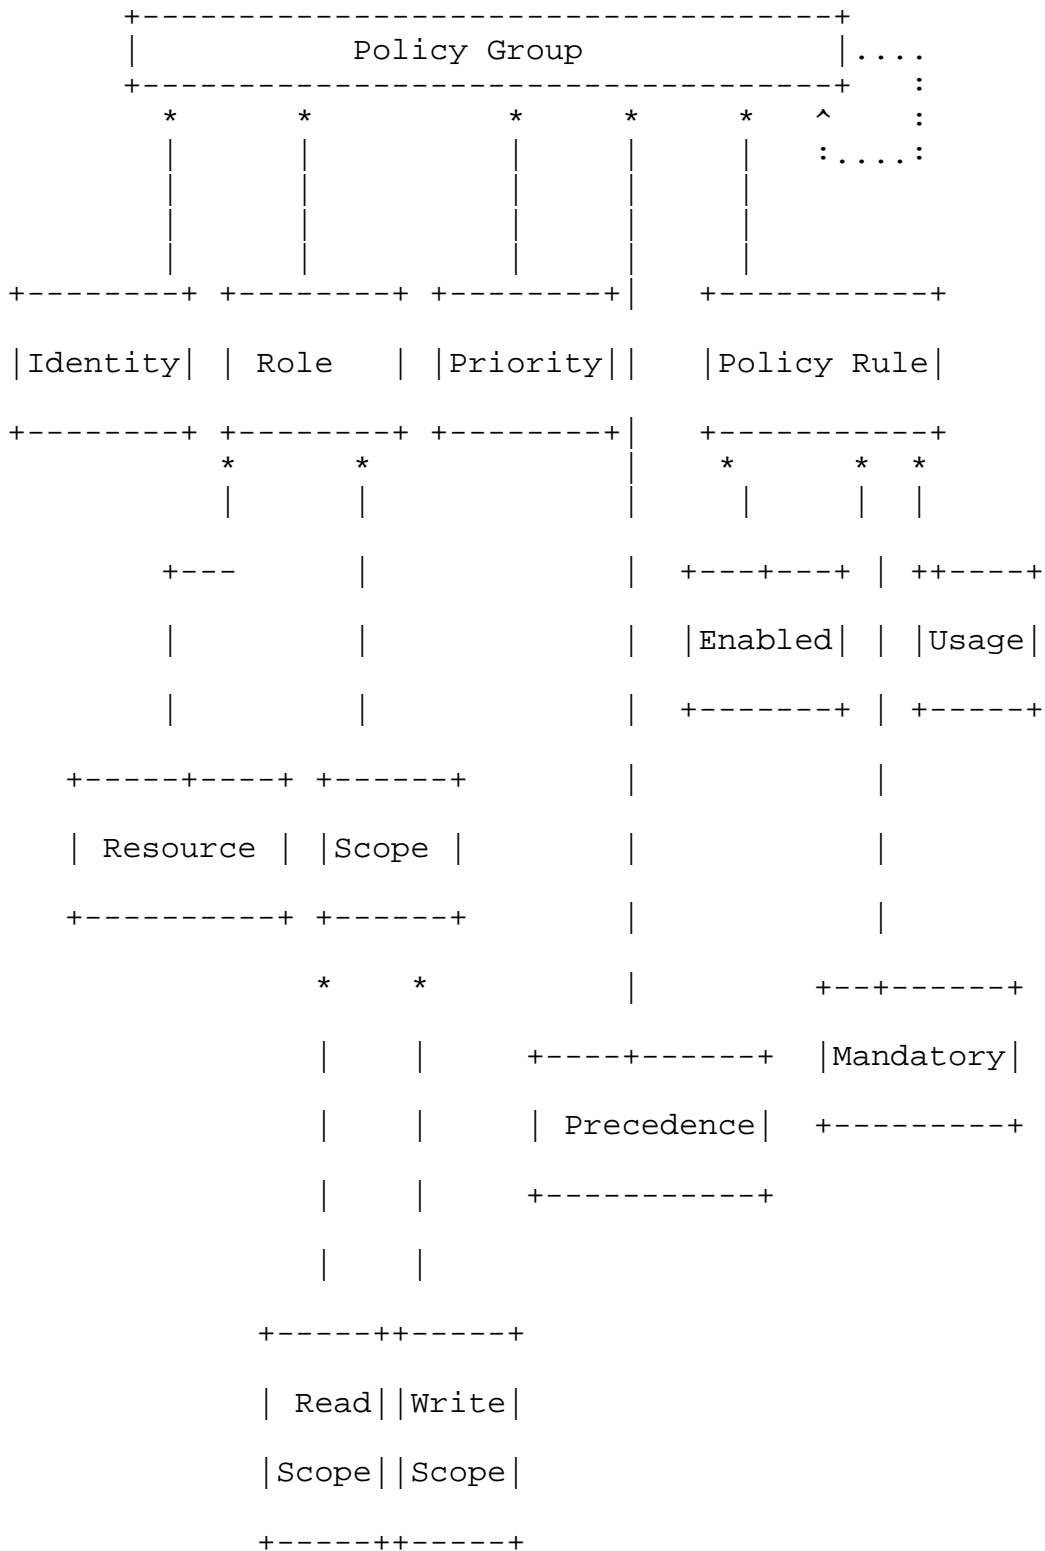 Policy Group
Identity Role Priority Policy Rule
Enabled Usage
Resource Scope
Mandatory
Precedence
Read Write
Scope Scope